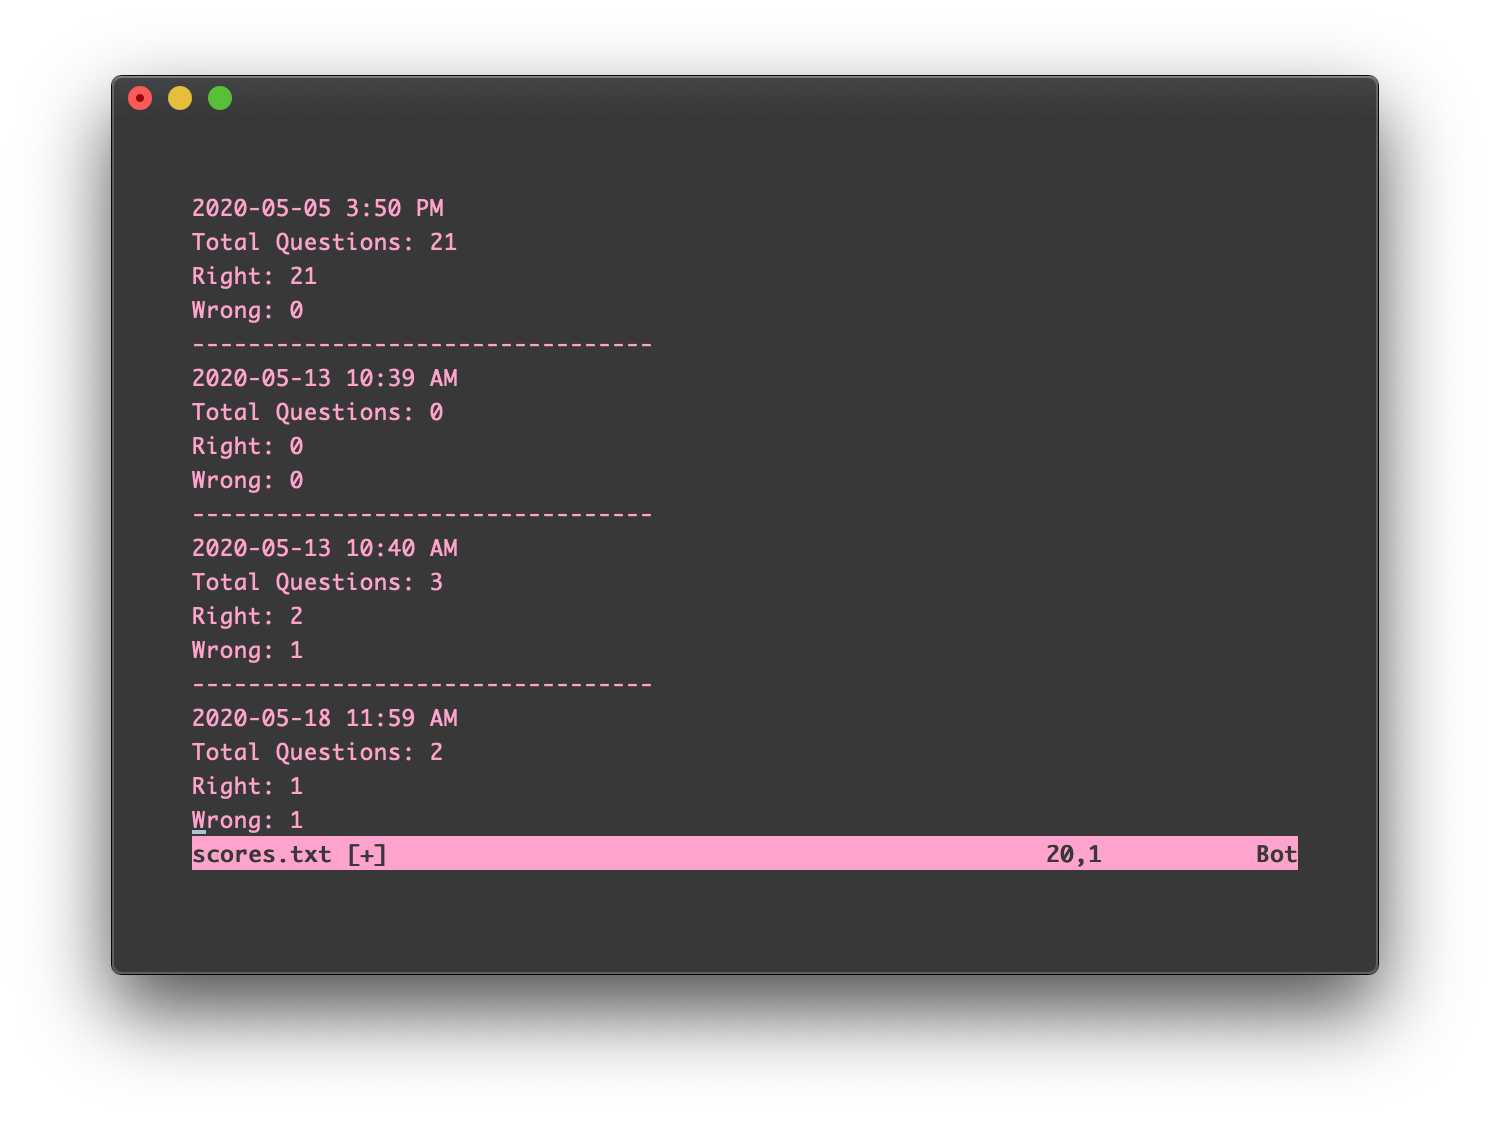 2020-05-05 3:50 PM
Total Questions: 21
Right: 21
Wrong: 0
---------------------------------
2020-05-13 10:39 AM
Total Questions: 0
Right: 0
Wrong: 0
---------------------------------
2020-05-13 10:40 AM
Total Questions: 3
Right: 2
Wrong: 1
---------------------------------
2020-05-18 11:59 AM
Total Questions: 2
Right: 1
Wrong: 1
scores.txt [+] 20,1 Bot